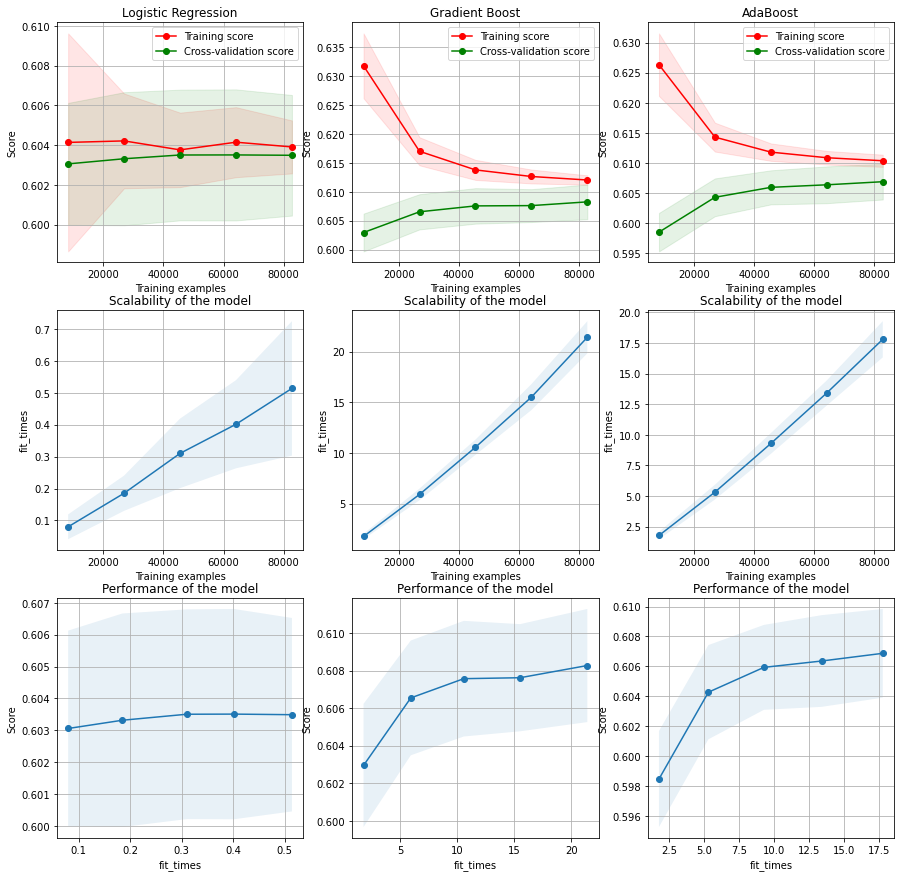 Logistic Regression
0.610
0.608
0.606
0.604
0.602
0.600
Score
Training score
Cross-validation score
20000 40000 60000 80000
Training examples
Gradient Boost
0.635
0.630
0.625
0.620
0.615
0.610
0.605
0.600
Score
Training score
Cross-validation score
20000 40000 60000 80000
Training examples
AdaBoost
0.630
0.625
0.620
0.615
0.610
0.605
0.600
0.595
Score
Training score
Cross-validation score
20000 40000 60000 80000
Training examples
Scalability of the model
0.7
0.6
0.5
0.4
0.3
0.2
0.1
fit_times
20000 40000 60000 80000
Training examples
Scalability of the model
20
15
10
5
fit_times
20000 40000 60000 80000
Training examples
Scalability of the model
20.0
17.5
15.0
12.5
10.0
7.5
5.0
2.5
fit_times
20000 40000 60000 80000
Training examples
Performance of the model
0.607
0.606
0.605
0.604
0.603
0.602
0.601
0.600
Score
0.1 0.2 0.3 0.4 0.5
fit_times
Performance of the model
0.610
0.608
0.606
0.604
0.602
0.600
Score
5 10 15 20
fit_times
Performance of the model
0.610
0.608
0.606
0.604
0.602
0.600
0.598
0.596
Score
2.5 5.0 7.5 10.0 12.5 15.0 17.5
fit_times